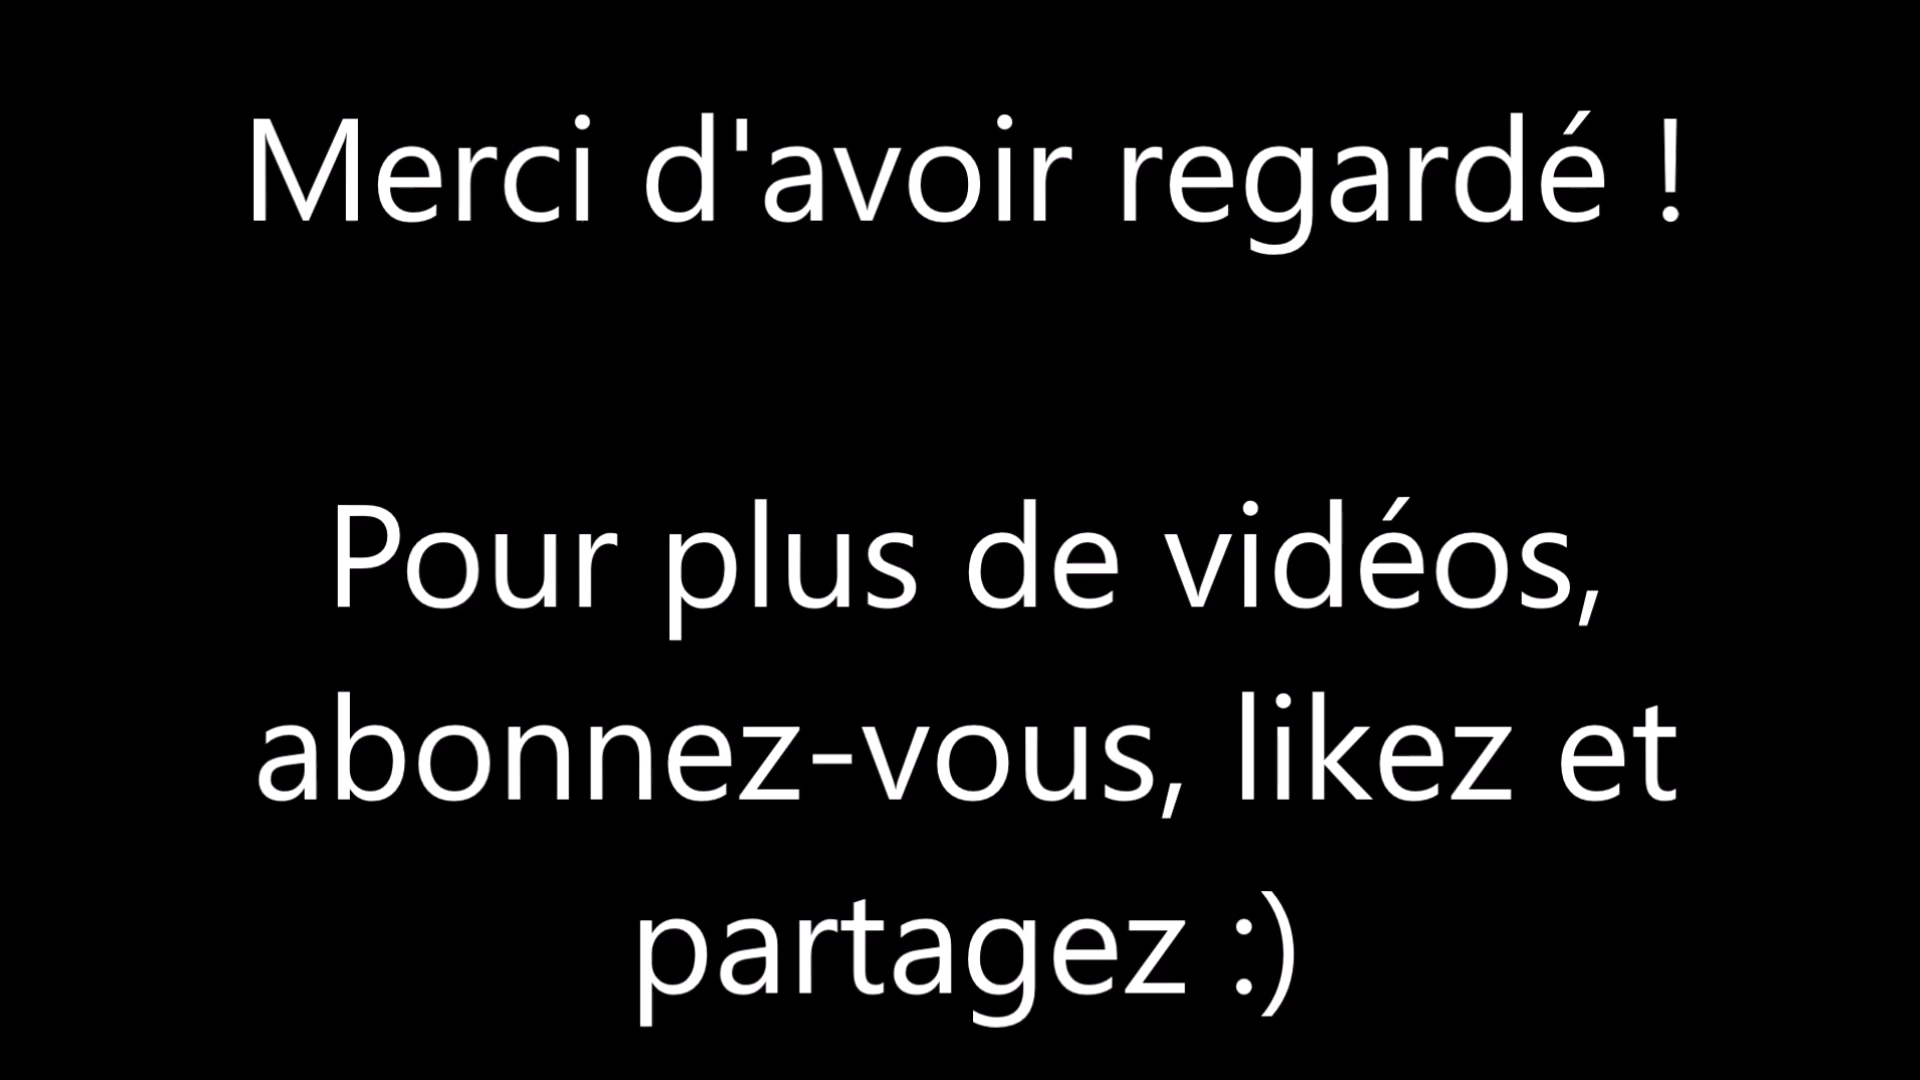 Merci d'avoir regardé !
Pour plus de vidéos,
abonnez-vous, likez et
partagez :)